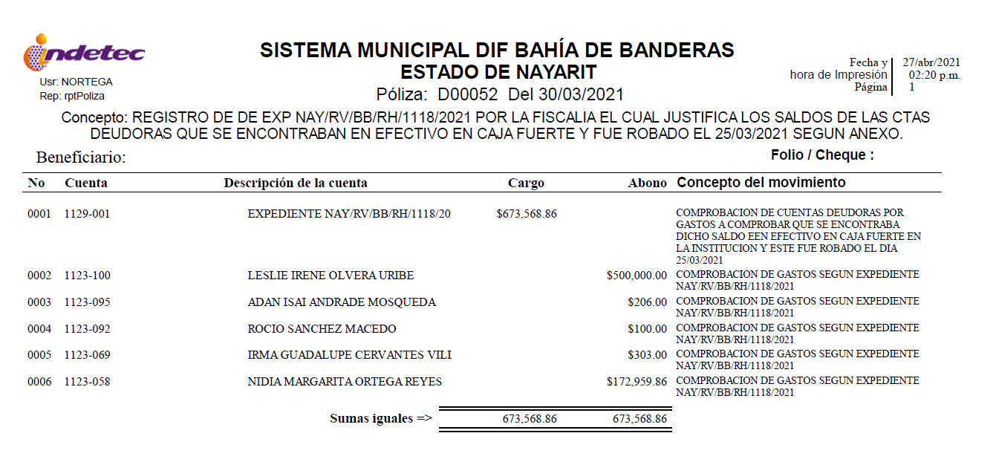 indetec
Usr: NORTEGA
Rep: rptPoliza
SISTEMA MUNICIPAL DIF BAHÍA DE BANDERAS
ESTADO DE NAYARIT
Póliza: D00052 Del 30/03/2021
Fecha y 27/abr/2021
hora de Impresión 02:20 p.m.
Página 1
Concepto: REGISTRO DE DE EXP NAY/RV/BB/RH/1118/2021 POR LA FISCALIA EL CUAL JUSTIFICA LOS SALDOS DE LAS CTAS
DEUDORAS QUE SE ENCONTRABAN EN EFECTIVO EN CAJA FUERTE Y FUE ROBADO EL 25/03/2021 SEGUN ANEXO.
Beneficiario: Folio / Cheque :
No Cuenta Descripción de la cuenta Cargo Abono Concepto del movimiento
0001 1129-001 EXPEDIENTE NAY/RV/BB/RH/1118/20 $673,568.86 COMPROBACION DE CUENTAS DEUDORAS POR
GASTOS A COMPROBAR QUE SE ENCONTRABA
DICHO SALDO EEN EFECTIVO EN CAJA FUERTE EN
LA INSTITUCION Y ESTE FUE ROBADO EL DIA
25/03/2021
0002 1123-100 LESLIE IRENE OLVERA URIBE $500,000.00 COMPROBACION DE GASTOS SEGUN EXPEDIENTE
NAY/RV/BB/RH/1118/2021
0003 1123-095 ADAN ISAI ANDRADE MOSQUEDA $206.00 COMPROBACION DE GASTOS SEGUN EXPEDIENTE
NAY/RV/BB/RH/1118/2021
0004 1123-092 ROCIO SANCHEZ MACEDO $100.00 COMPROBACION DE GASTOS SEGUN EXPEDIENTE
NAY/RV/BB/RH/1118/2021
0005 1123-069 IRMA GUADALUPE CERVANTES VILI $303.00 COMPROBACION DE GASTOS SEGUN EXPEDIENTE
NAY/RV/BB/RH/1118/2021
0006 1123-058 NIDIA MARGARITA ORTEGA REYES $172,959.86 COMPROBACION DE GASTOS SEGUN EXPEDIENTE
NAY/RV/BB/RH/1118/2021
Sumas iguales => 673,568.86 673,568.86